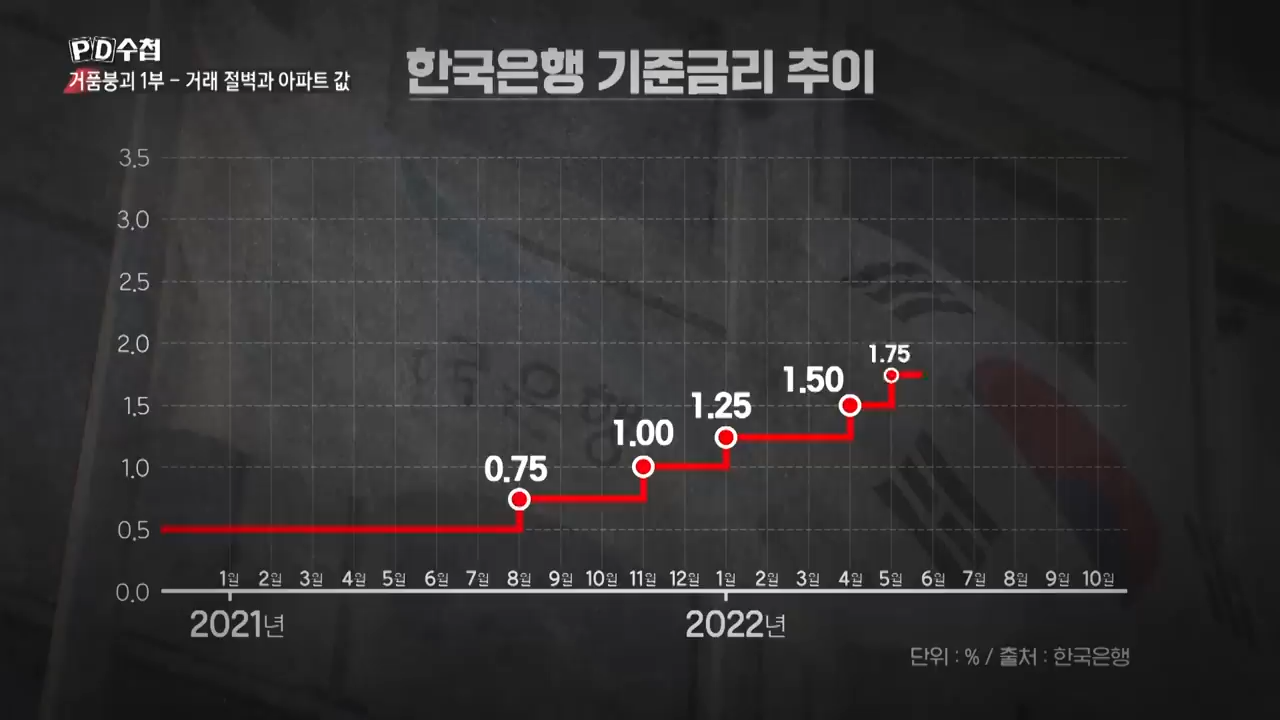 PD수첩
거품붕괴 1부 - 거래 절벽과 아파트 값
한국은행 기준금리 추이
3.5
3.0
2.5
2.0
1.5
1.0
0.5
0.0
0.75
1.00
1.25
1.50
1.75
1월 2월 3월 4월 5월 6월 7월 8월 9월 10월 11월 12월 1월 2월 3월 4월 5월 6월 7월 8월 9월 10월
2021년 2022년
단위 : % / 출처 : 한국은행